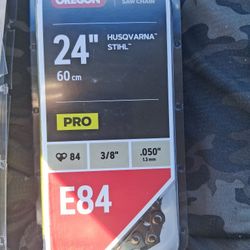 OREGON
SAW CHAIN
24"
HUSQVARNA™
STIHL™
60 cm
PRO
84
3/8"
.050"
1.3 mm
E84